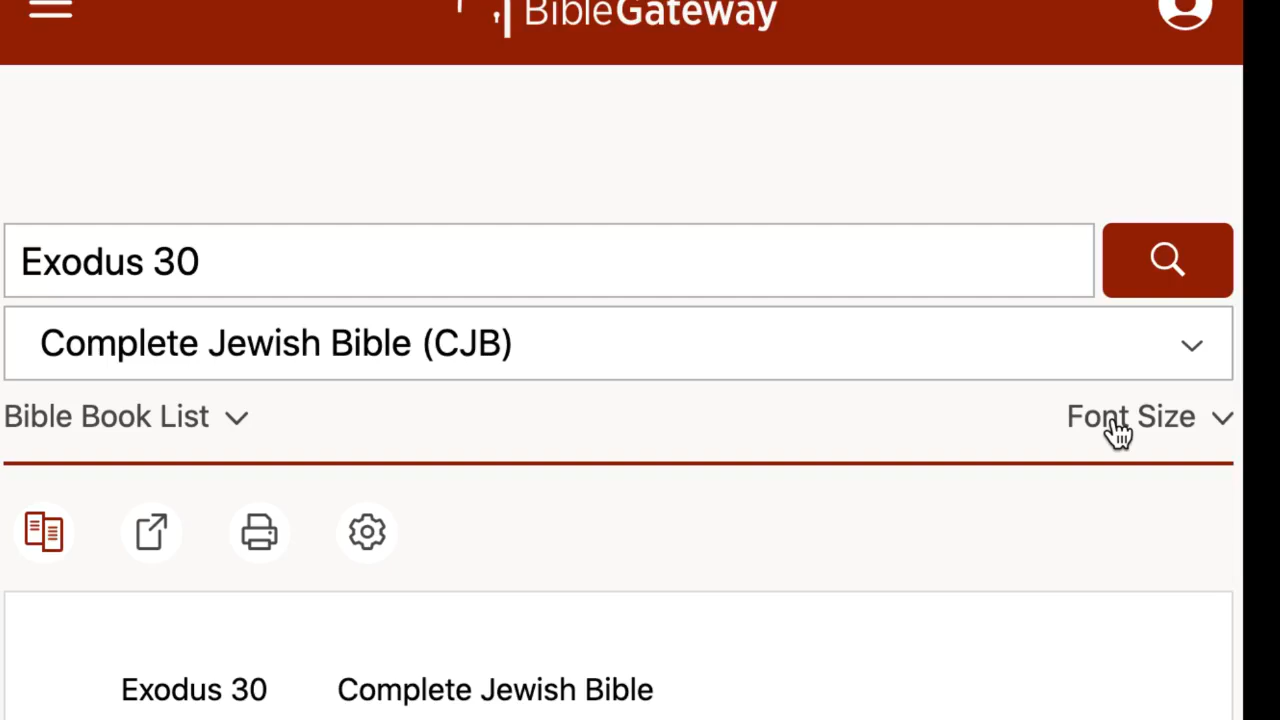 BibleGateway
Exodus 30
Complete Jewish Bible (CJB)
Bible Book List
Font Size
Exodus 30 Complete Jewish Bible